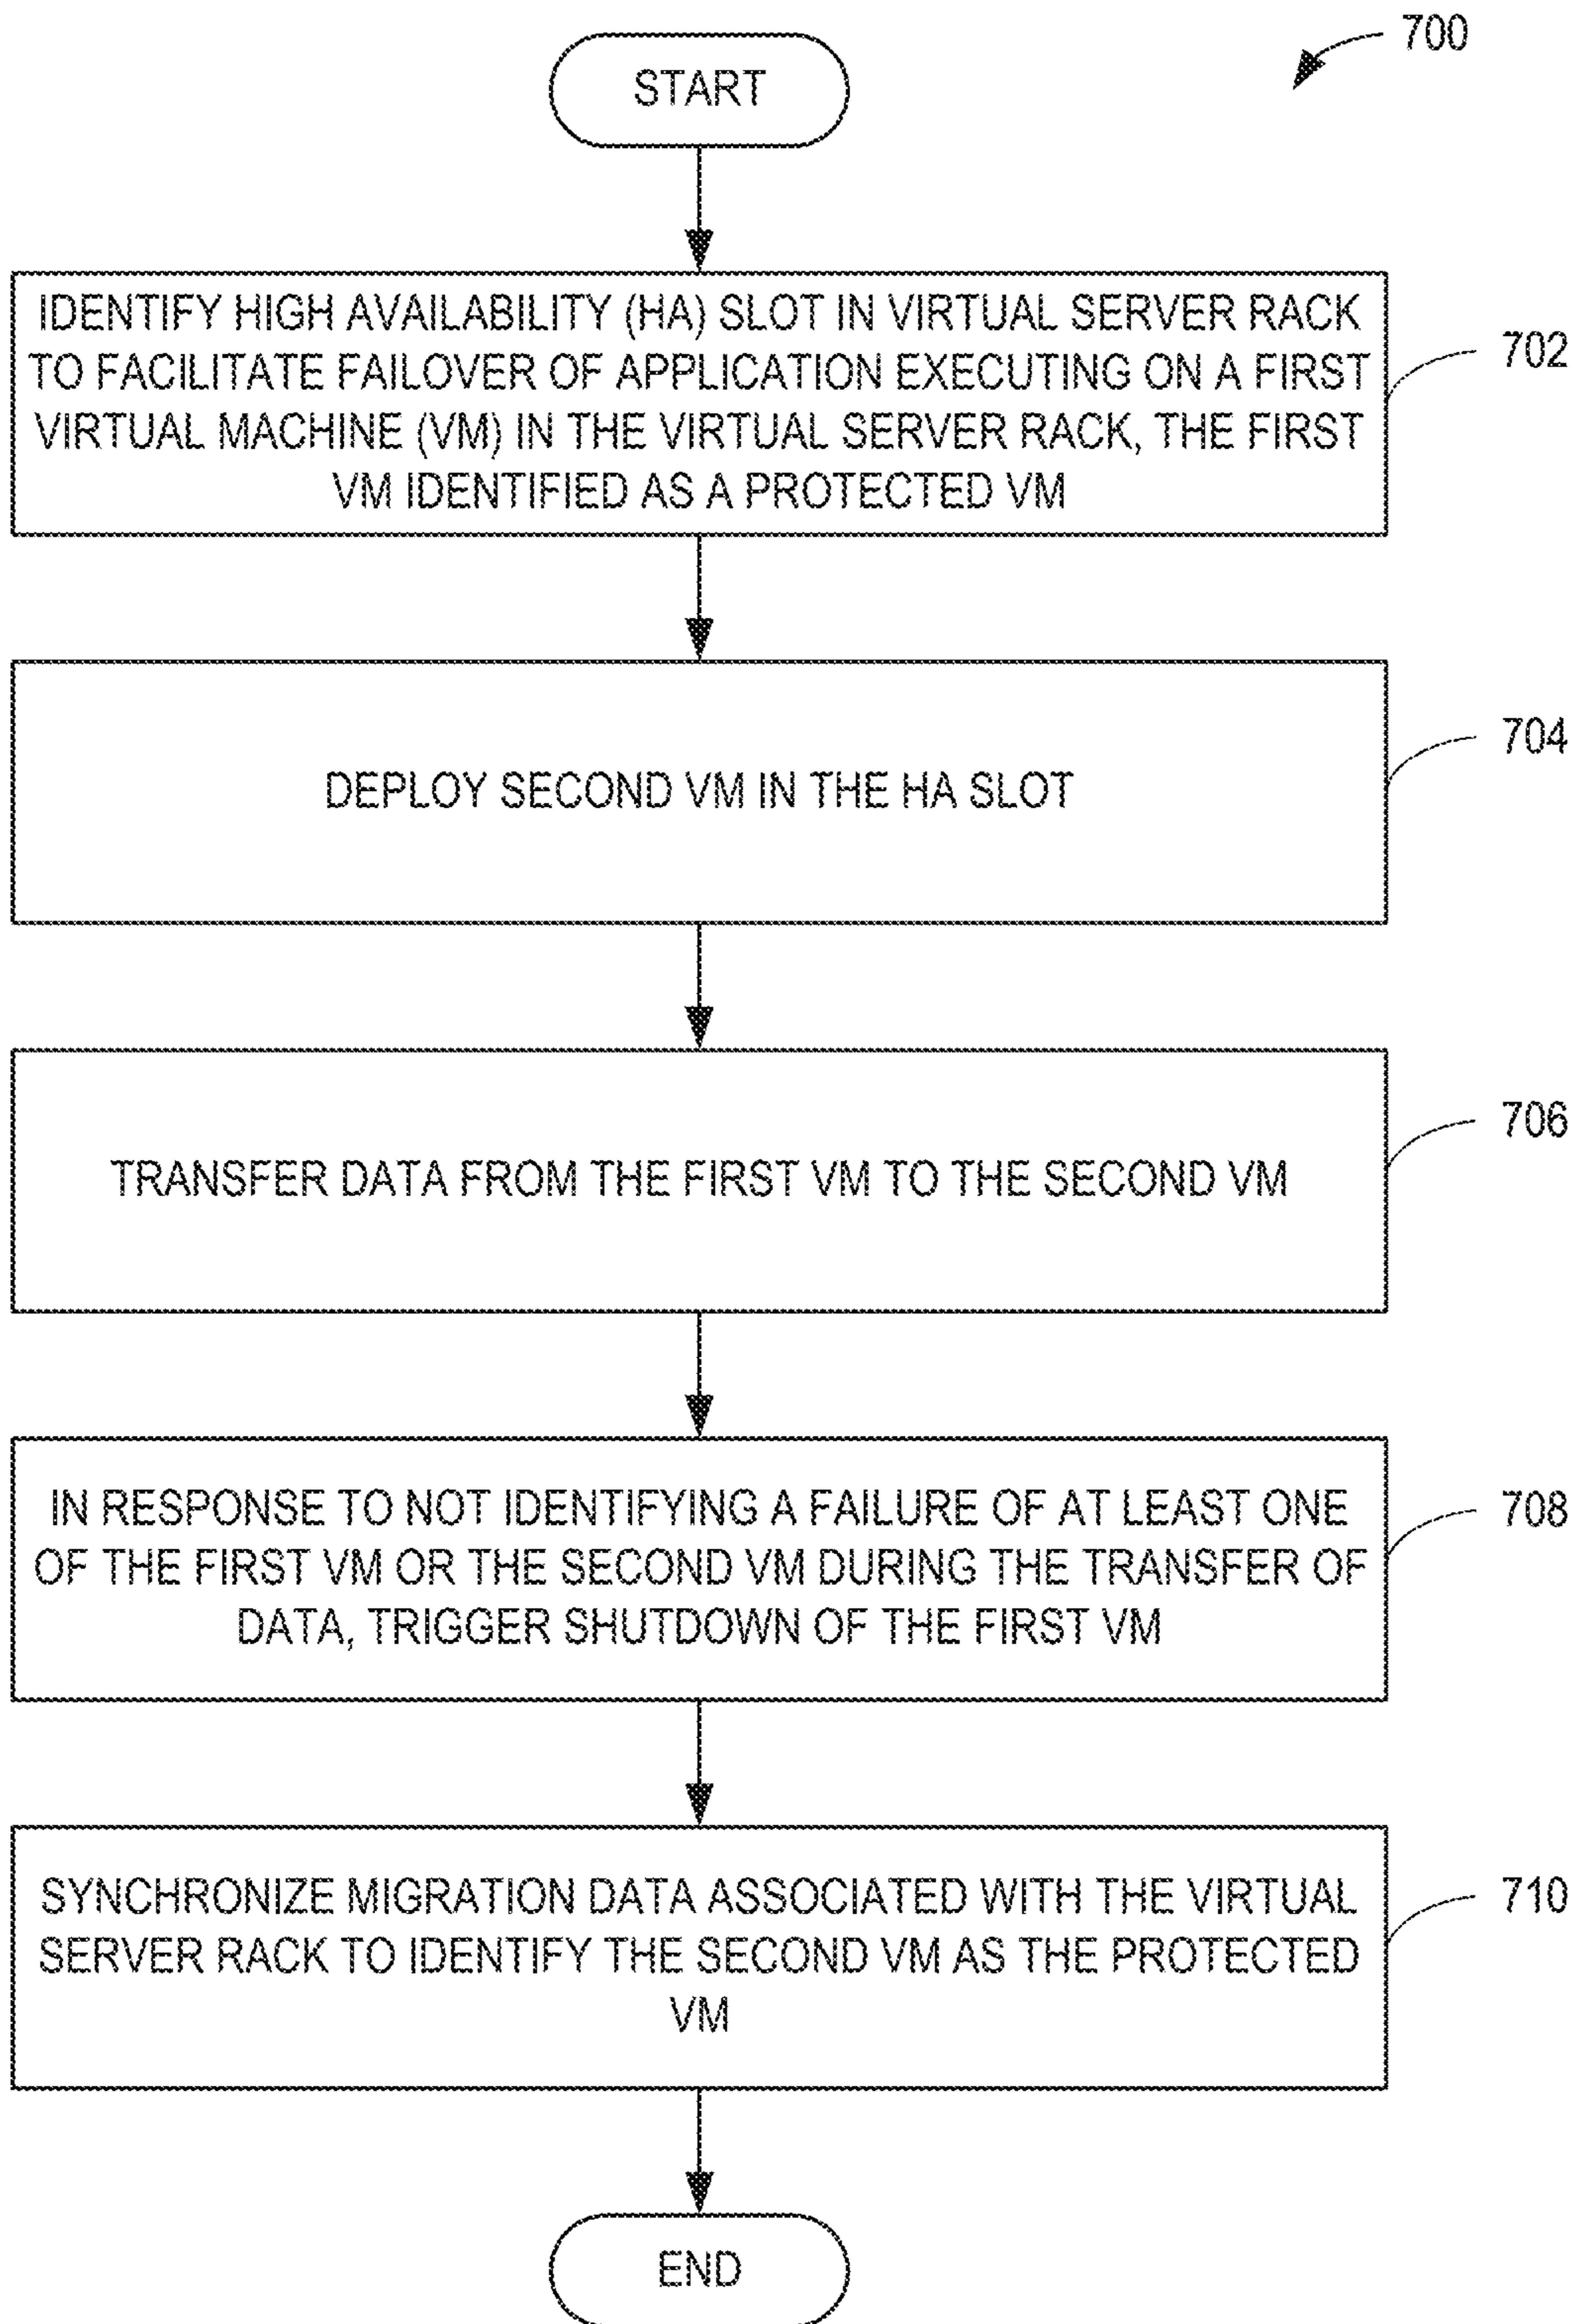 700
START
IDENTIFY HIGH AVAILABILITY (HA) SLOT IN VIRTUAL SERVER RACK
TO FACILITATE FAILOVER OF APPLICATION EXECUTING ON A FIRST
VIRTUAL MACHINE (VM) IN THE VIRTUAL SERVER RACK, THE FIRST
VM IDENTIFIED AS A PROTECTED VM
702
DEPLOY SECOND VM IN THE HA SLOT
704
TRANSFER DATA FROM THE FIRST VM TO THE SECOND VM
706
IN RESPONSE TO NOT IDENTIFYING A FAILURE OF AT LEAST ONE
OF THE FIRST VM OR THE SECOND VM DURING THE TRANSFER OF
DATA, TRIGGER SHUTDOWN OF THE FIRST VM
708
SYNCHRONIZE MIGRATION DATA ASSOCIATED WITH THE VIRTUAL
SERVER RACK TO IDENTIFY THE SECOND VM AS THE PROTECTED
VM
710
END